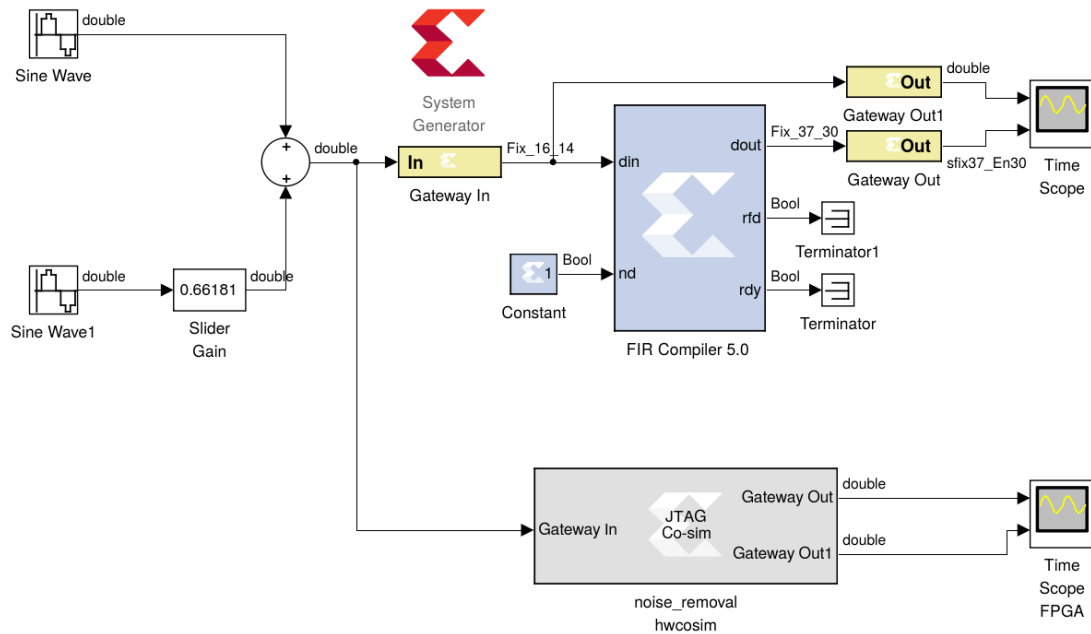 double
Sine Wave
System
Generator
double
Out
Gateway Out1
double
In
Fix_16_14
Gateway In
din
dout
Fix_37_30
Out
Gateway Out
sfix37_En30
Time
Scope
rfd
Bool
Terminator1
1
Bool
Constant
nd
rdy
Bool
Terminator
FIR Compiler 5.0
double
Sine Wave1
0.66181
double
Slider
Gain
Gateway In
JTAG
Co-sim
Gateway Out
double
Gateway Out1
double
noise_removal
hwcosim
Time
Scope
FPGA